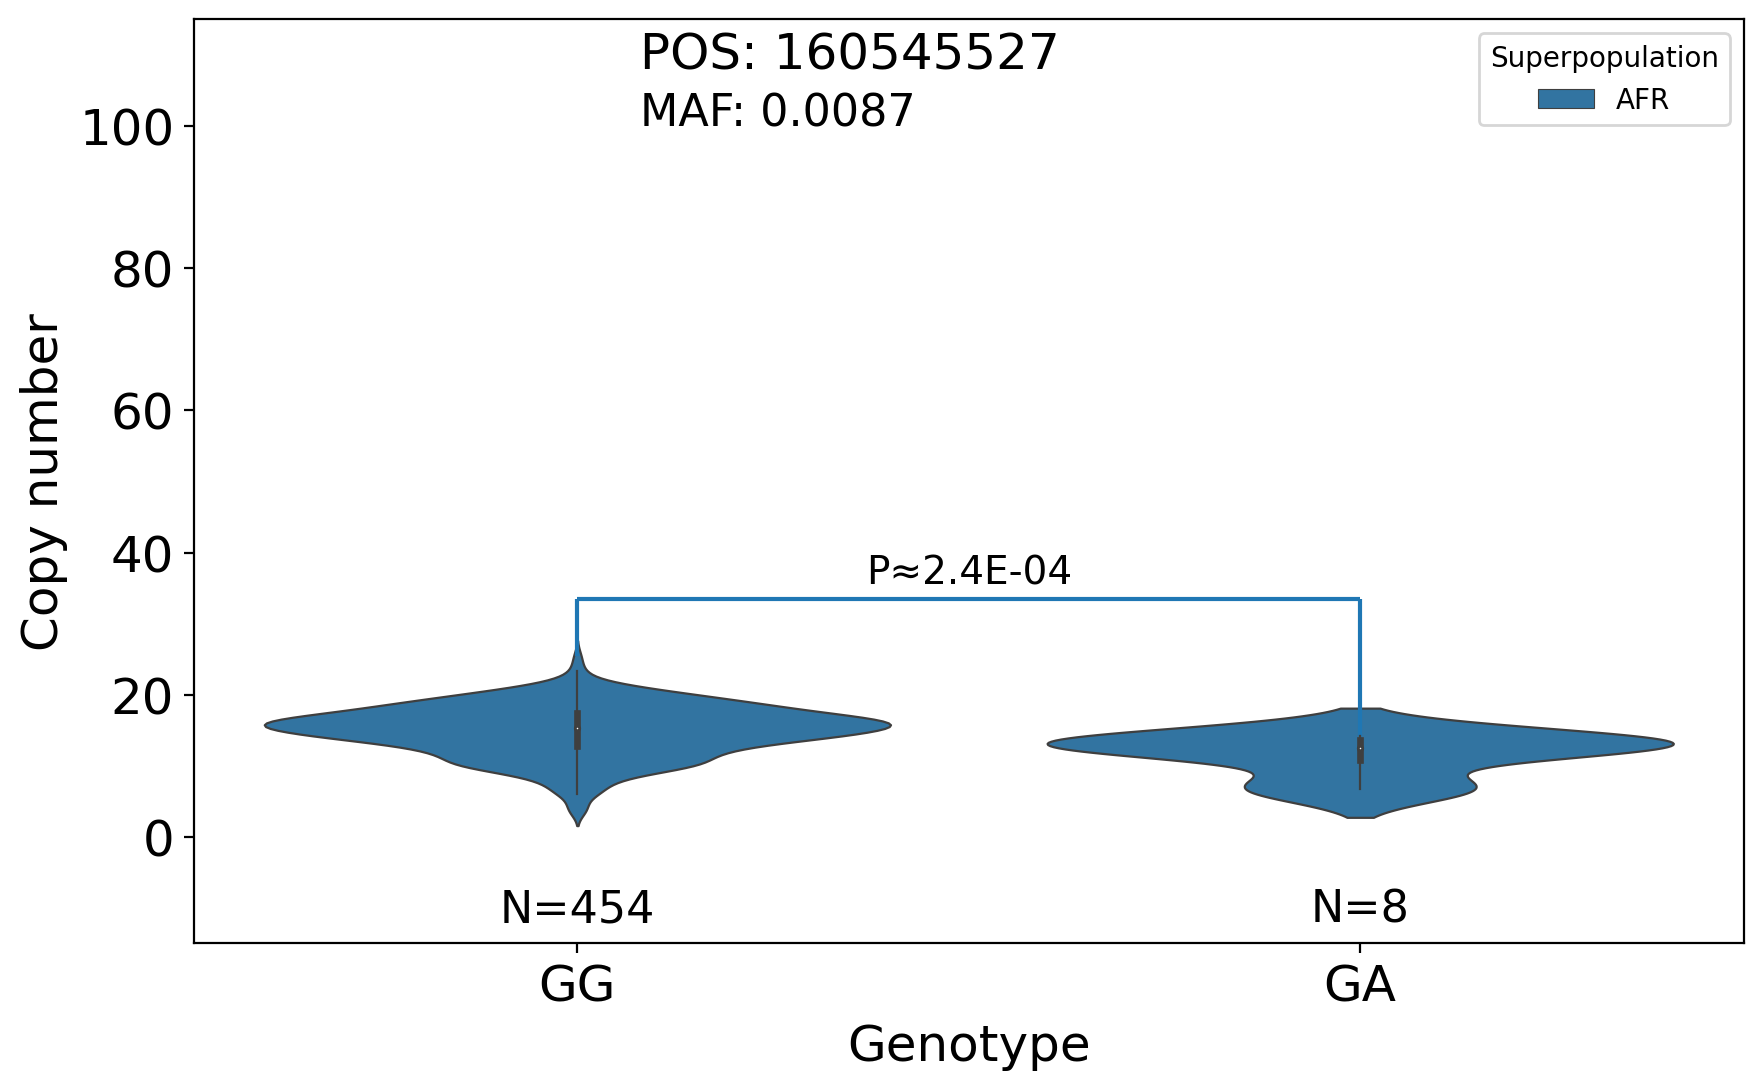 POS: 160545527
MAF: 0.0087
Superpopulation
AFR
100
80
60
40
20
0
Copy number
P≈2.4E-04
N=454
N=8
GG
GA
Genotype